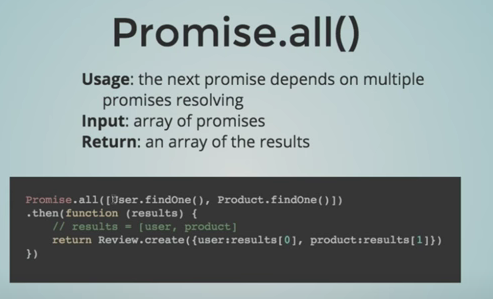 Promise.all()
Usage: the next promise depends on multiple
promises resolving
Input: array of promises
Return: an array of the results
Promise.all([User.findOne(), Product.findOne()])
.then(function (results) {
// results = [user, product]
return Review.create({user:results[0], product:results[1]})
})